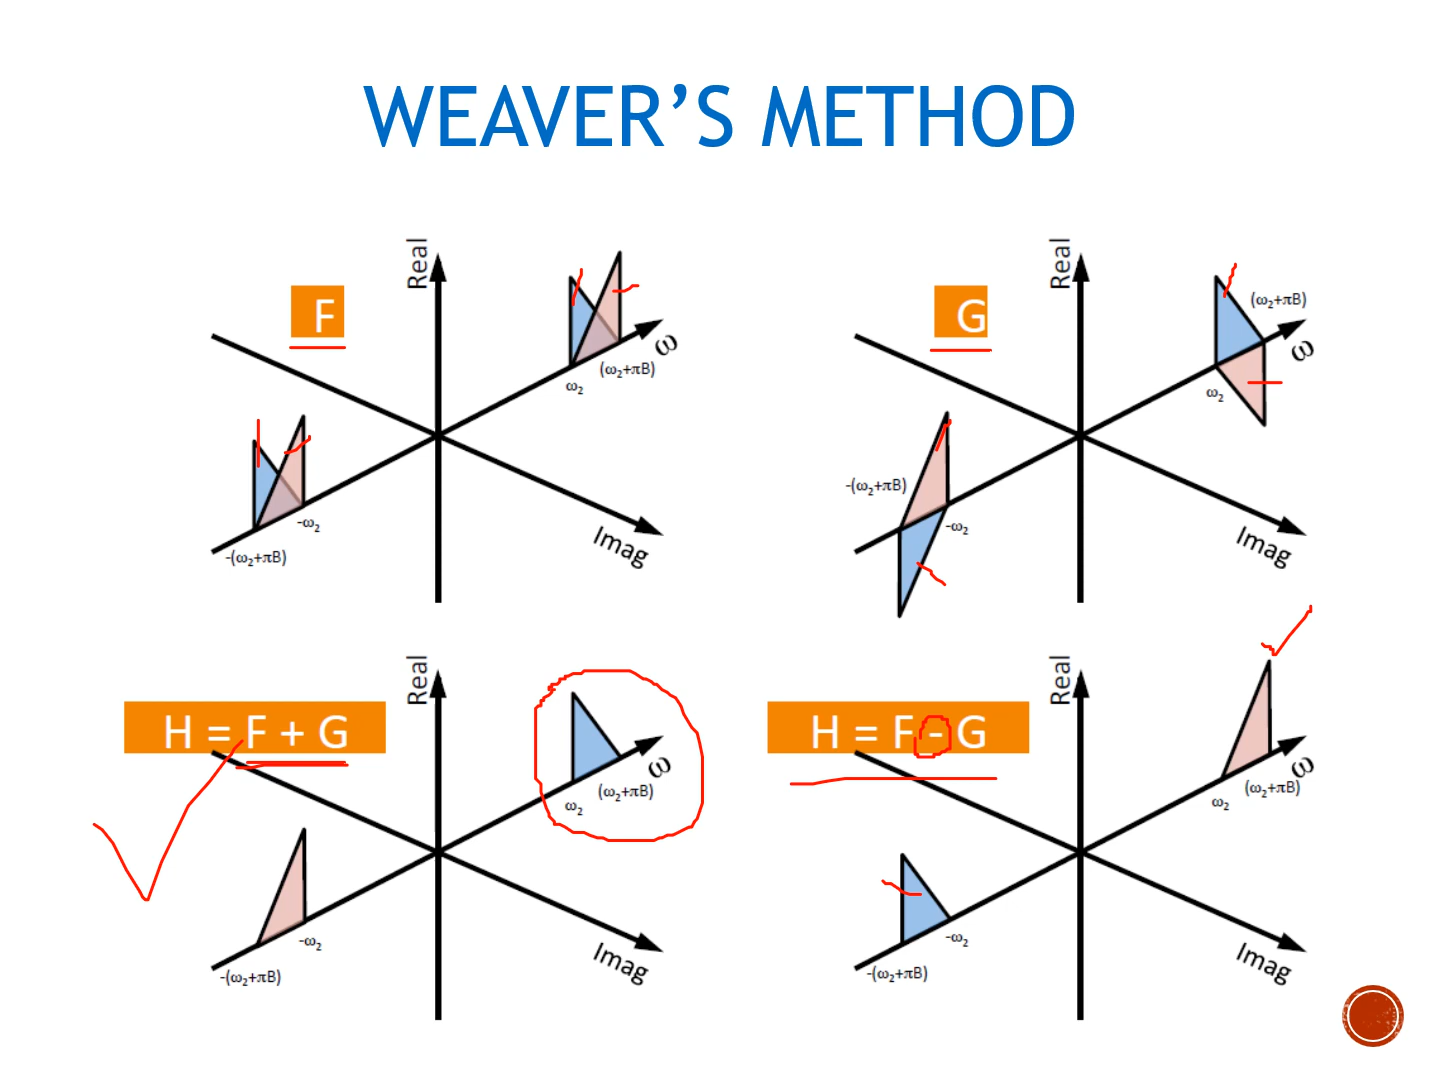 WEAVER’S METHOD
Real
F
ω
(ω₂+πB)
ω₂
-ω₂
-(ω₂+πB)
Imag
Real
G
(ω₂+πB)
ω
ω₂
-(ω₂+πB)
-ω₂
Imag
Real
H = F + G
ω
(ω₂+πB)
ω₂
-ω₂
-(ω₂+πB)
Imag
Real
H = F - G
ω
(ω₂+πB)
ω₂
-ω₂
-(ω₂+πB)
Imag